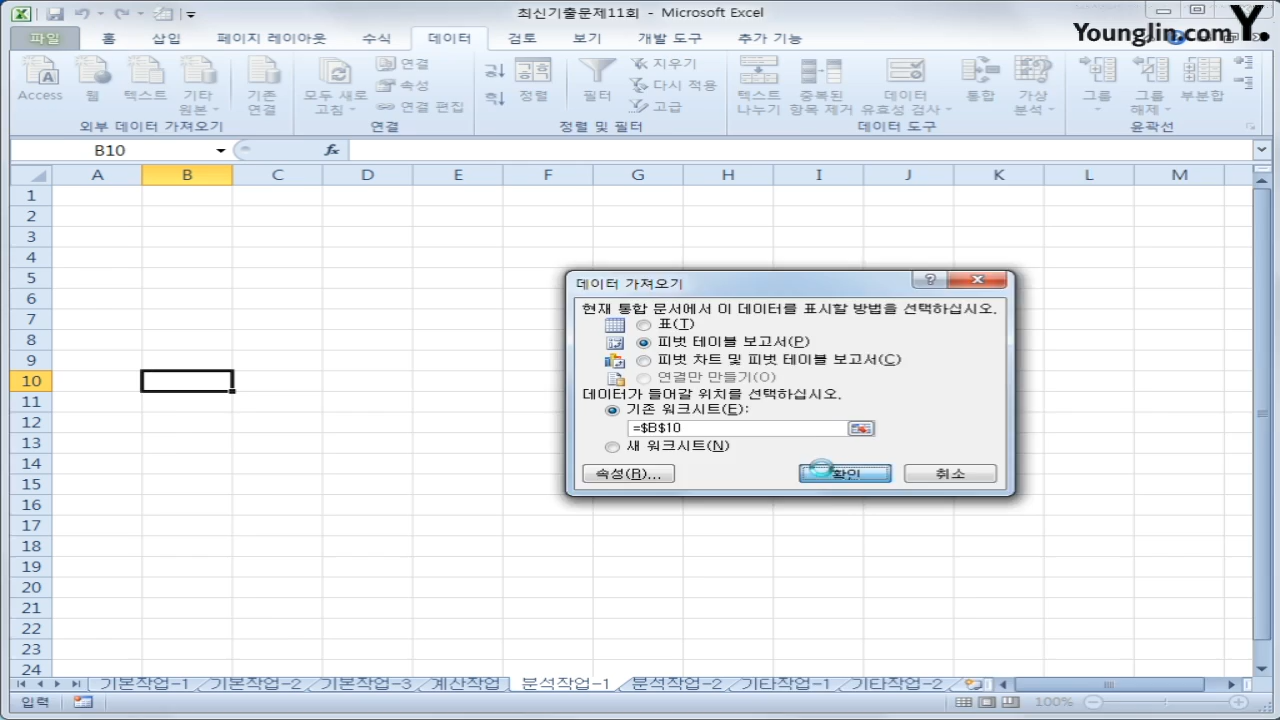 최신기출문제11회 - Microsoft Excel
Younglin.com Y.
파일 홈 삽입 페이지 레이아웃 수식 데이터 검토 보기 개발 도구 추가 기능
Access 웹 텍스트 기타 원본 기존 연결
외부 데이터 가져오기
모두 새로 고침 연결 속성 연결 편집
연결
정렬 필터 지우기 다시 적용 고급
정렬 및 필터
텍스트 나누기 중복된 항목 제거 데이터 유효성 검사 통합 가상 분석
데이터 도구
그룹 그룹 해제 부분합
윤곽선
B10 fx
A B C D E F G H I J K L M
1
2
3
4
5
6
7
8
9
10
11
12
13
14
15
16
17
18
19
20
21
22
23
24
데이터 가져오기
현재 통합 문서에서 이 데이터를 표시할 방법을 선택하십시오.
표(T)
피벗 테이블 보고서(P)
피벗 차트 및 피벗 테이블 보고서(C)
연결만 만들기(O)
데이터가 들어갈 위치를 선택하십시오.
기존 워크시트(E):
=$B$10
새 워크시트(N)
속성(R)... 확인 취소
기본작업-1 기본작업-2 기본작업-3 계산작업 분석작업-1 분석작업-2 기타작업-1 기타작업-2
입력 100%